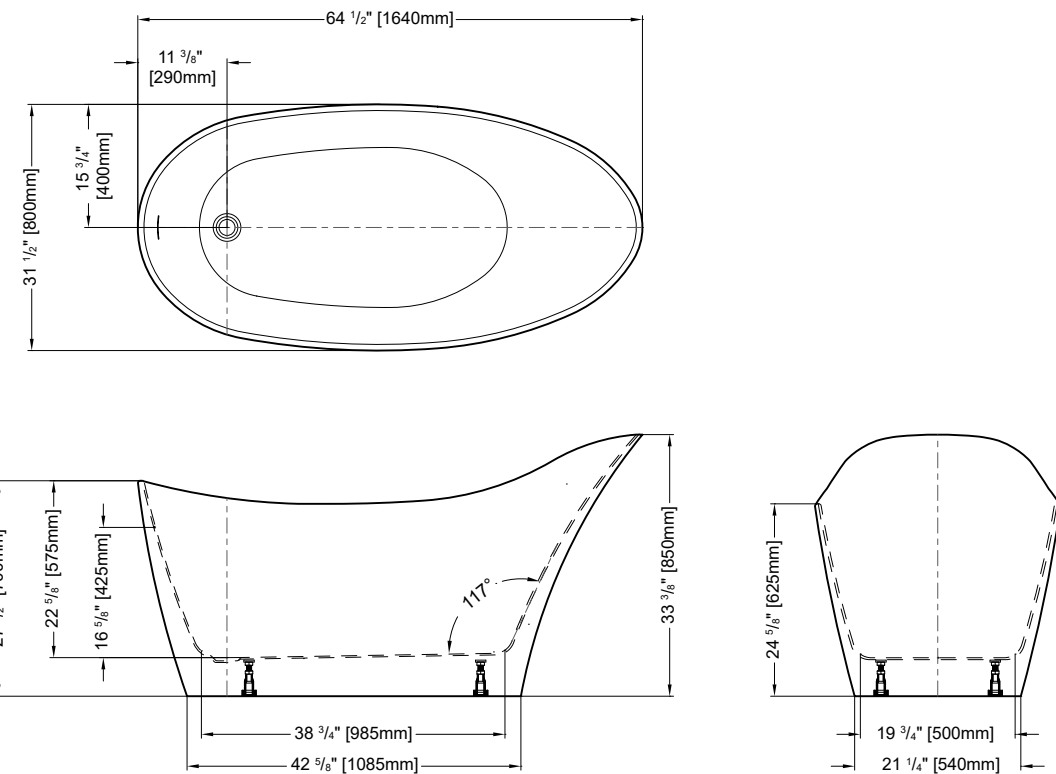 64 1/2" [1640mm]
11 3/8"
[290mm]
15 3/4"
[400mm]
31 1/2" [800mm]
22 5/8" [575mm]
16 5/8" [425mm]
117°
33 3/8" [850mm]
24 5/8" [625mm]
38 3/4" [985mm]
42 5/8" [1085mm]
19 3/4" [500mm]
21 1/4" [540mm]